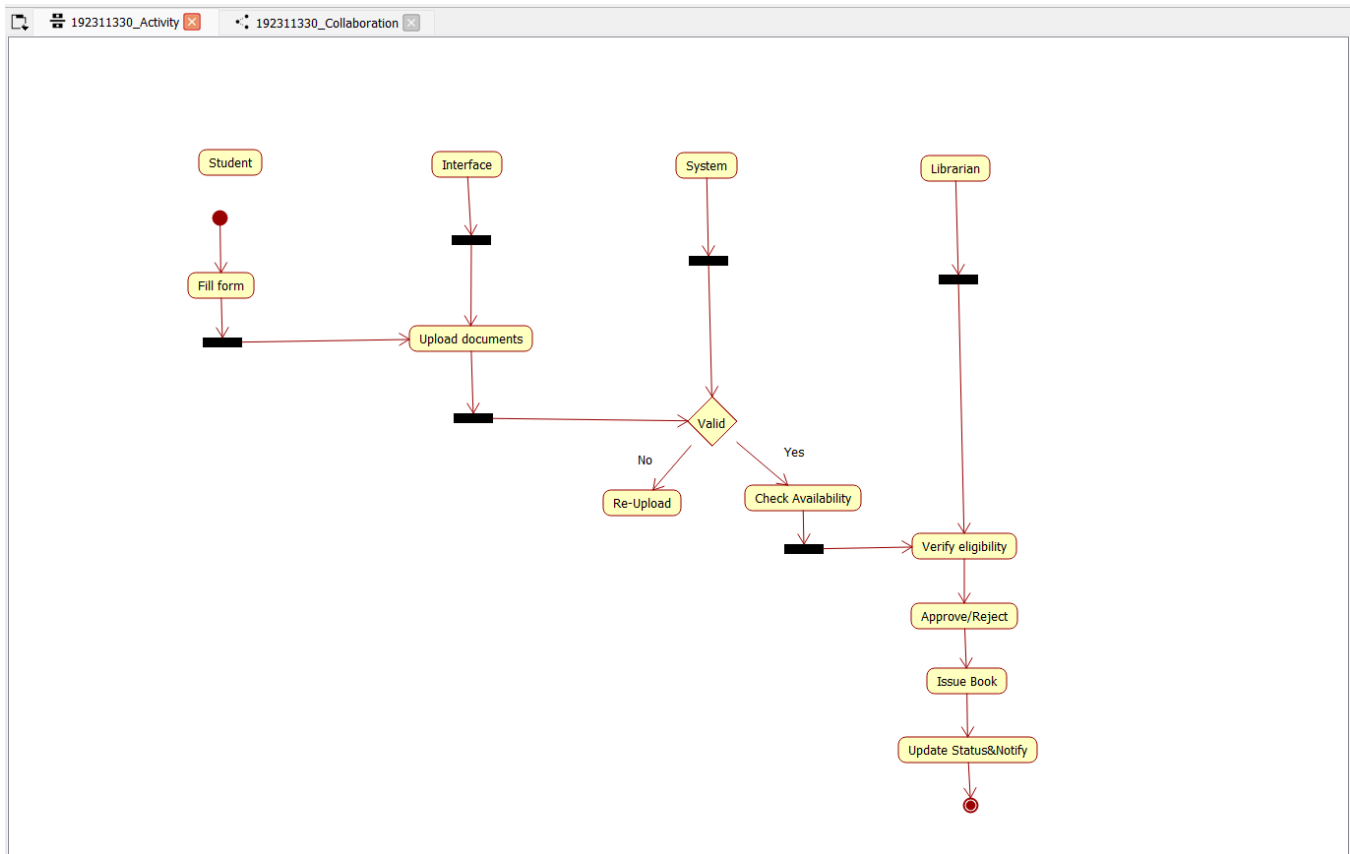 192311330_Activity
192311330_Collaboration
Student
Interface
System
Librarian
Fill form
Upload documents
Valid
No
Yes
Re-Upload
Check Availability
Verify eligibility
Approve/Reject
Issue Book
Update Status&Notify